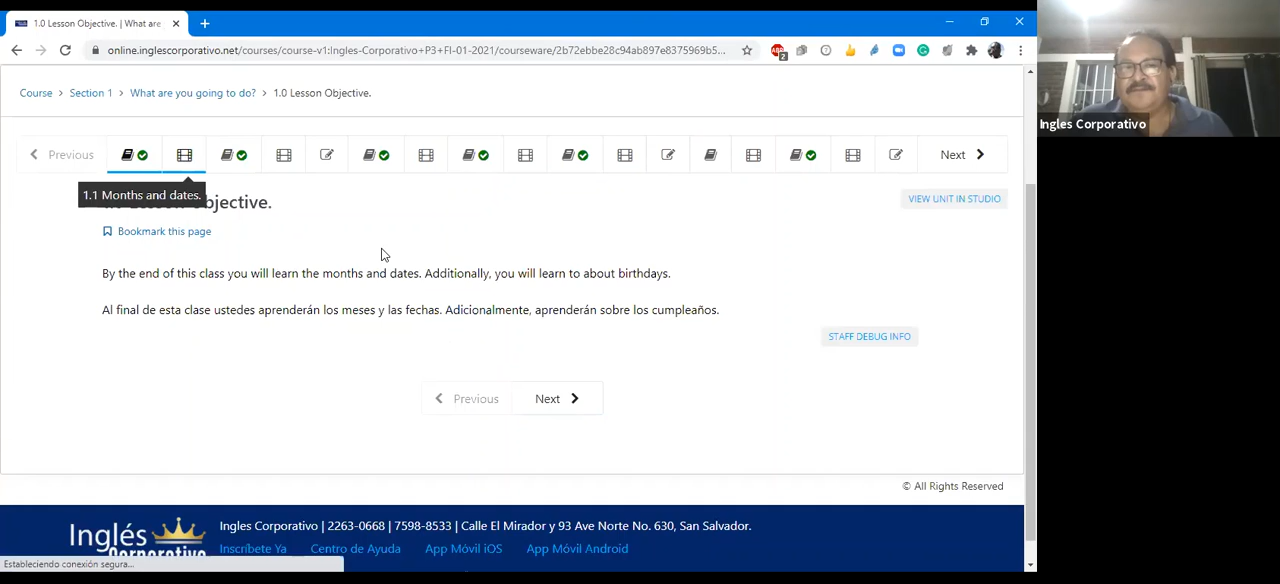 1.0 Lesson Objective. | What are
online.inglescorporativo.net/courses/course-v1:Ingles-Corporativo+P3+FI-01-2021/courseware/2b72ebbe28c94ab897e8375969b5...
2
Ingles Corporativo
Course > Section 1 > What are you going to do? > 1.0 Lesson Objective.
Previous
Next
1.1 Months and dates.
Objective.
VIEW UNIT IN STUDIO
Bookmark this page
By the end of this class you will learn the months and dates. Additionally, you will learn to about birthdays.
Al final de esta clase ustedes aprenderán los meses y las fechas. Adicionalmente, aprenderán sobre los cumpleaños.
STAFF DEBUG INFO
Previous
Next
© All Rights Reserved
Inglés
Corporativo
Ingles Corporativo | 2263-0668 | 7598-8533 | Calle El Mirador y 93 Ave Norte No. 630, San Salvador.
Inscríbete Ya
Centro de Ayuda
App Móvil iOS
App Móvil Android
Estableciendo conexión segura...